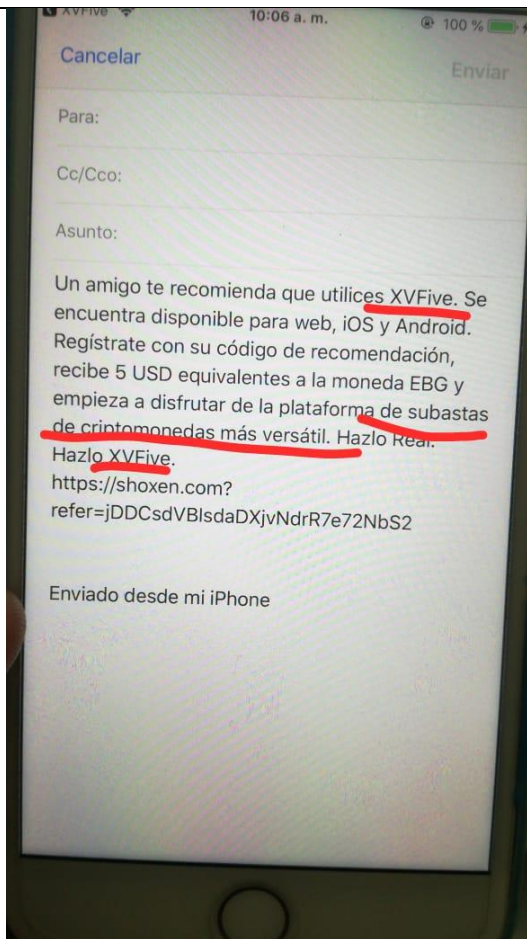 XVFive
10:06 a. m.
100 %
Cancelar
Enviar
Para:
Cc/Cco:
Asunto:
Un amigo te recomienda que utilices XVFive. Se
encuentra disponible para web, iOS y Android.
Regístrate con su código de recomendación,
recibe 5 USD equivalentes a la moneda EBG y
empieza a disfrutar de la plataforma de subastas
de criptomonedas más versátil. Hazlo Real.
Hazlo XVFive.
https://shoxen.com?
refer=jDDCsdVBIsdaDXjvNdrR7e72NbS2
Enviado desde mi iPhone